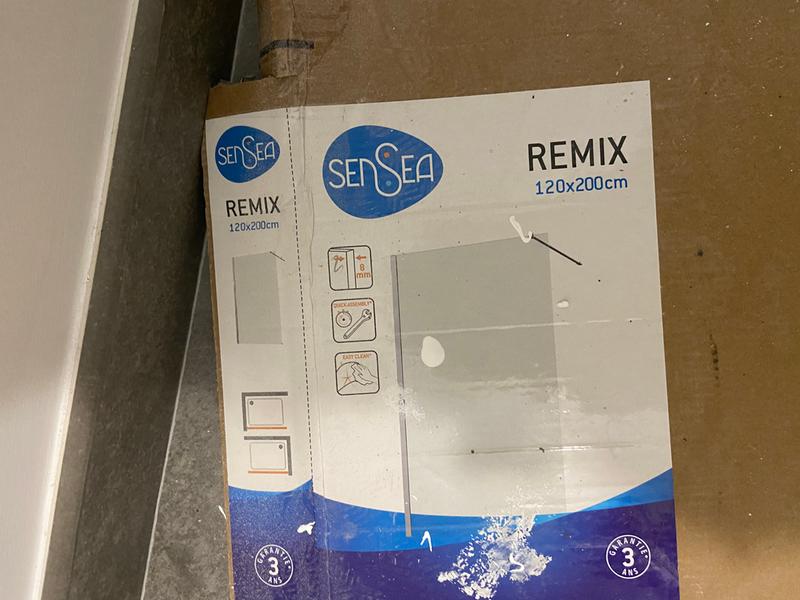 SENSEA
REMIX
120x200cm
GARANTIE*
3
ANS
SENSEA
REMIX
120x200cm
8
mm
QUICK ASSEMBLY*
EASY CLEAN*
GARANTIE*
3
ANS